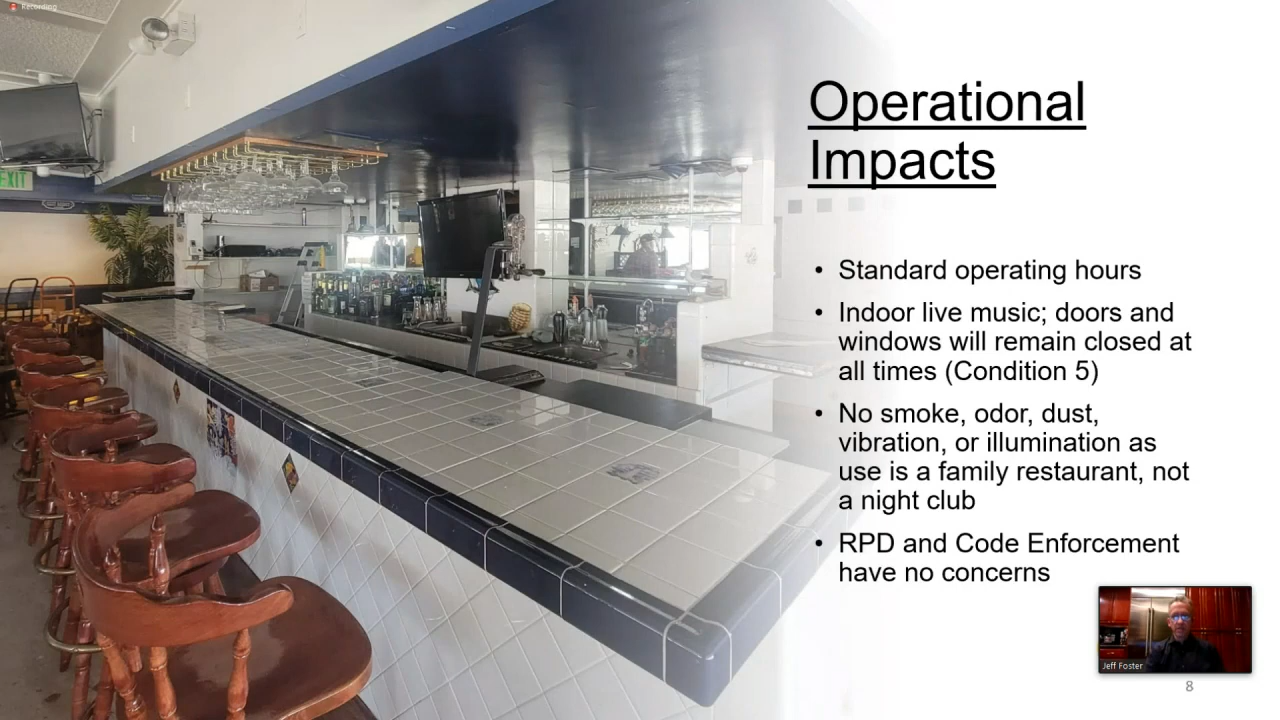 Recording
EXIT
Operational
Impacts
• Standard operating hours
• Indoor live music; doors and
windows will remain closed at
all times (Condition 5)
• No smoke, odor, dust,
vibration, or illumination as
use is a family restaurant, not
a night club
• RPD and Code Enforcement
have no concerns
Jeff Foster
8